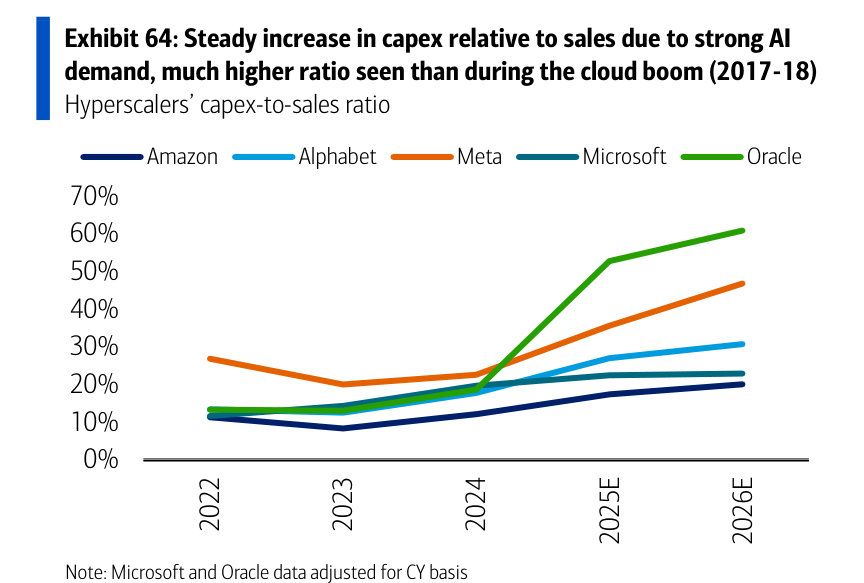 Exhibit 64: Steady increase in capex relative to sales due to strong AI
demand, much higher ratio seen than during the cloud boom (2017-18)
Hyperscalers’ capex-to-sales ratio
Amazon Alphabet Meta Microsoft Oracle
70%
60%
50%
40%
30%
20%
10%
0%
2022 2023 2024 2025E 2026E
Note: Microsoft and Oracle data adjusted for CY basis